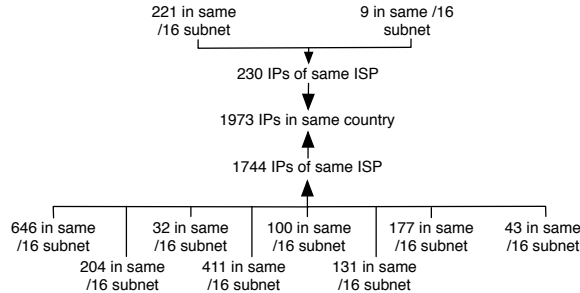 221 in same
/16 subnet
9 in same /16
subnet
230 IPs of same ISP
1973 IPs in same country
1744 IPs of same ISP
646 in same
/16 subnet
32 in same
/16 subnet
100 in same
/16 subnet
177 in same
/16 subnet
43 in same
/16 subnet
204 in same
/16 subnet
411 in same
/16 subnet
131 in same
/16 subnet